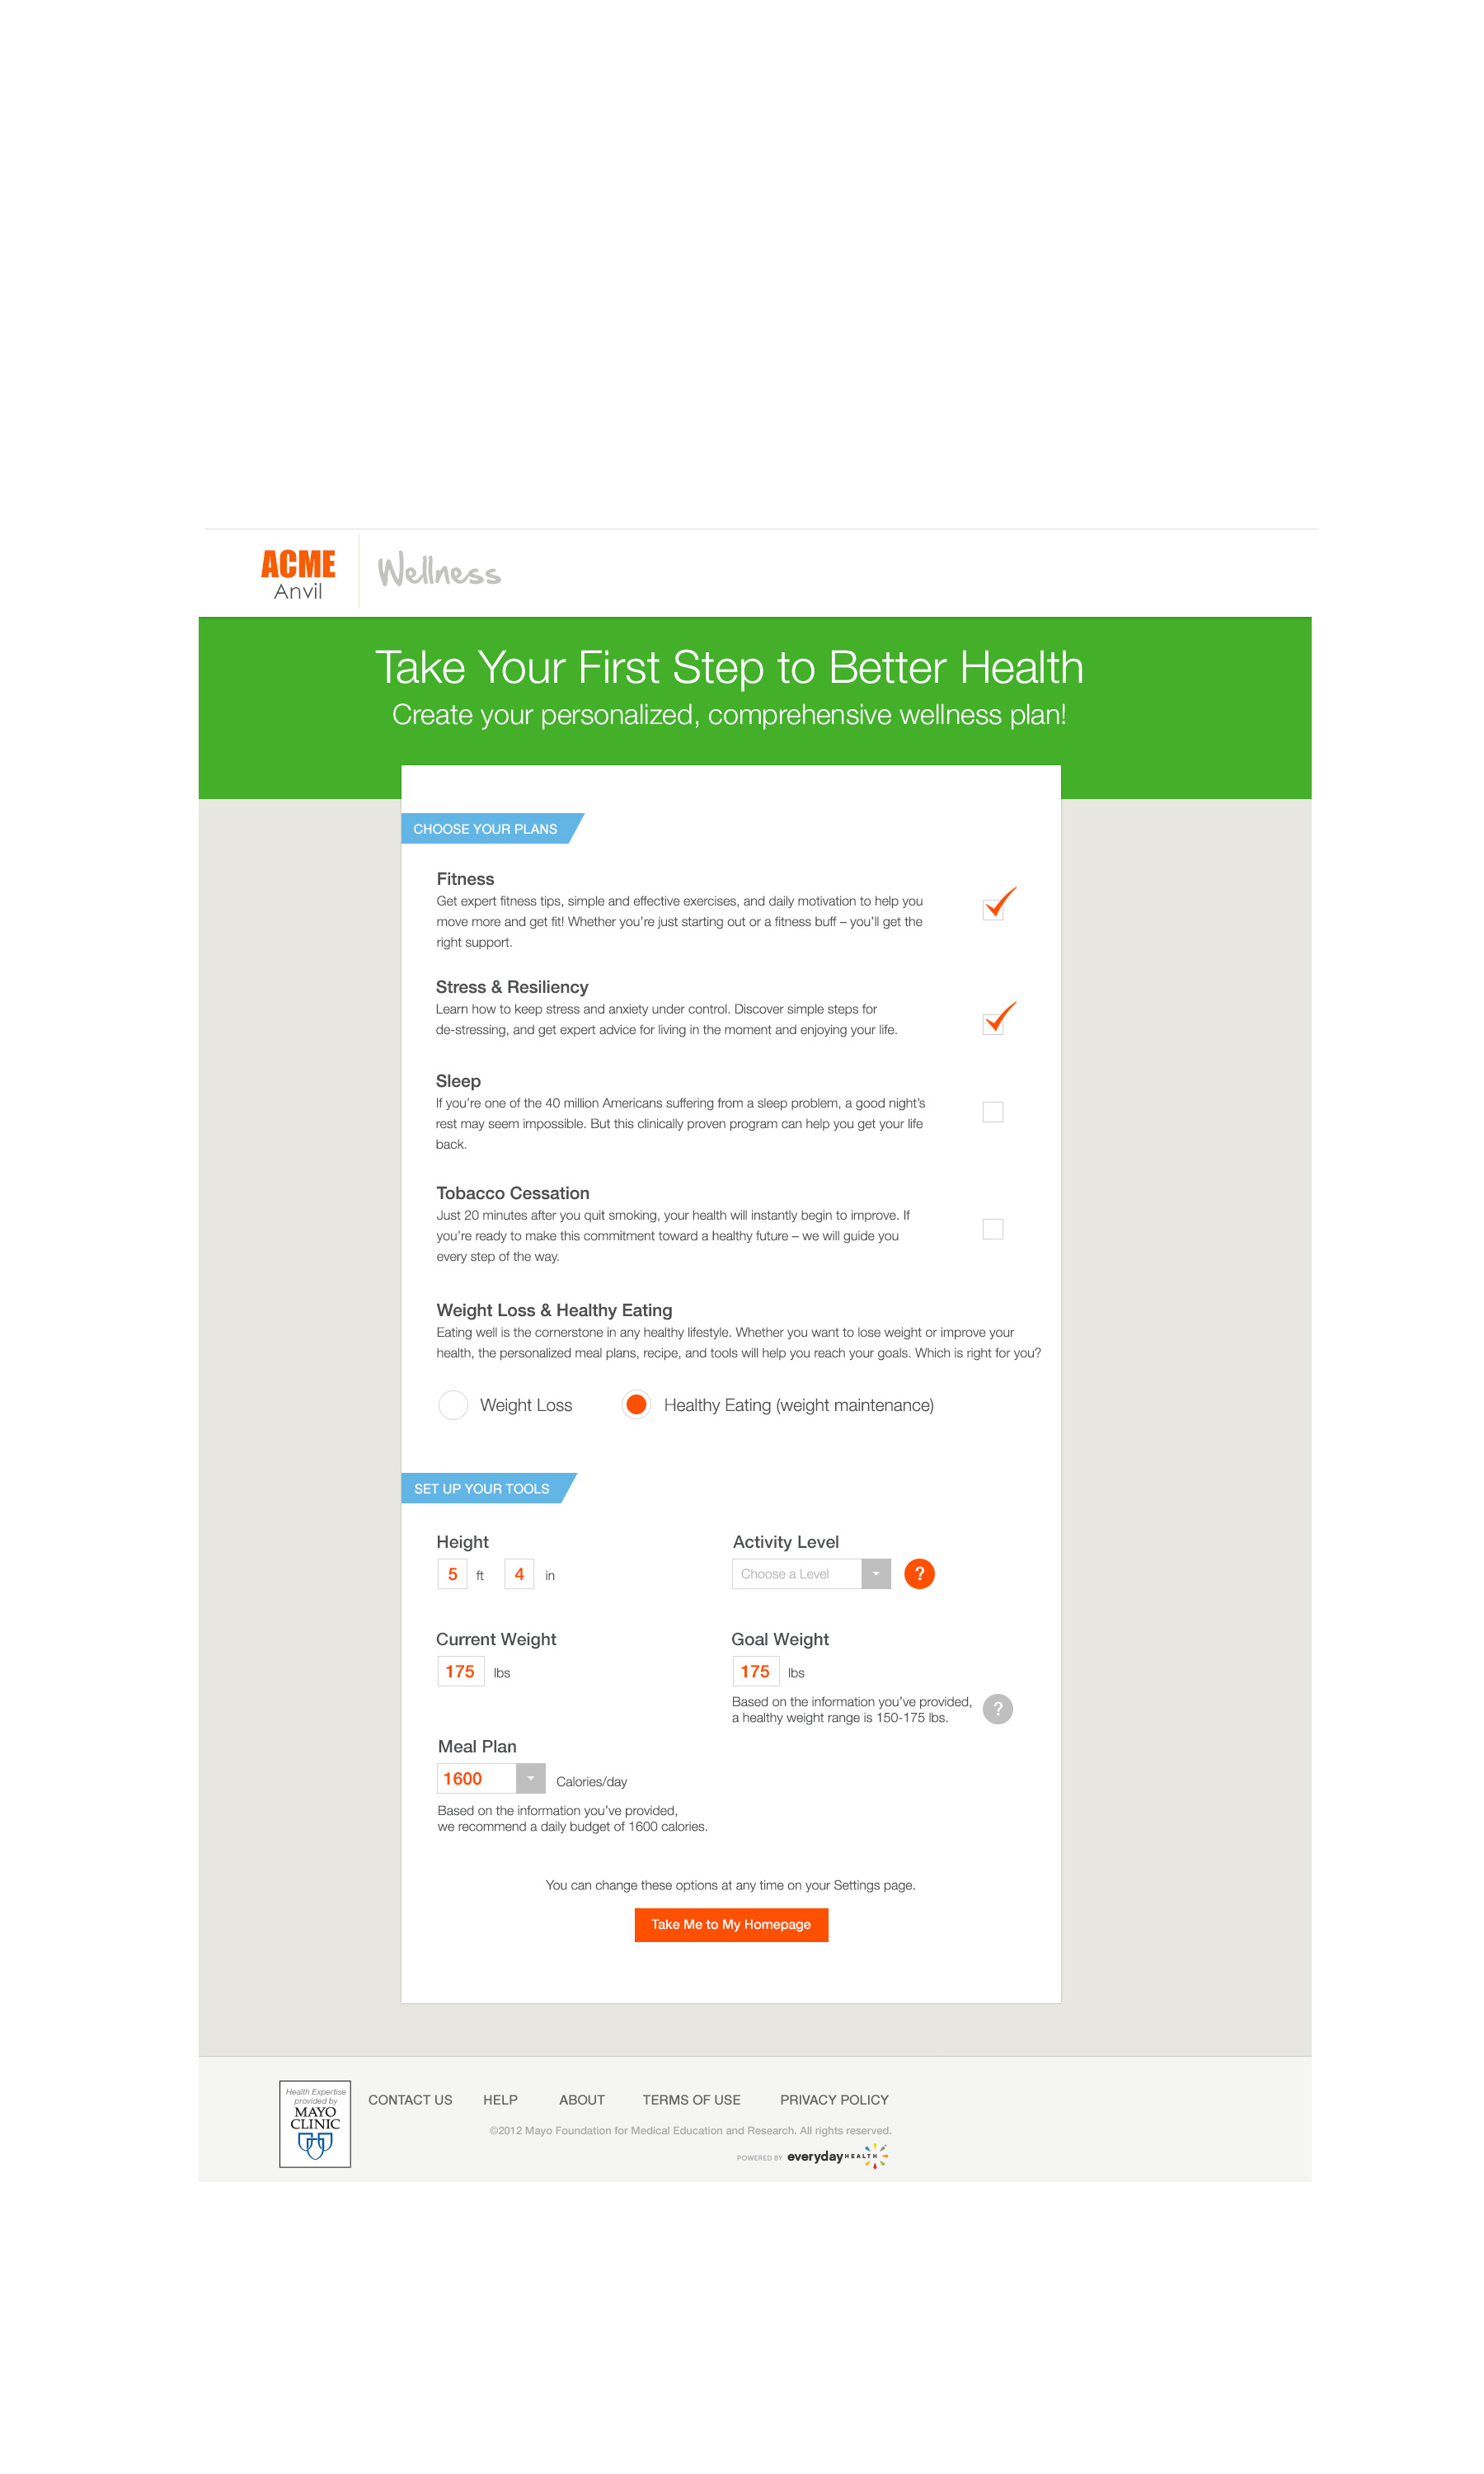 ACME
Anvil
Wellness
Take Your First Step to Better Health
Create your personalized, comprehensive wellness plan!
CHOOSE YOUR PLANS
Fitness
Get expert fitness tips, simple and effective exercises, and daily motivation to help you
move more and get fit! Whether you're just starting out or a fitness buff – you'll get the
right support.
Stress & Resiliency
Learn how to keep stress and anxiety under control. Discover simple steps for
de-stressing, and get expert advice for living in the moment and enjoying your life.
Sleep
If you're one of the 40 million Americans suffering from a sleep problem, a good night's
rest may seem impossible. But this clinically proven program can help you get your life
back.
Tobacco Cessation
Just 20 minutes after you quit smoking, your health will instantly begin to improve. If
you're ready to make this commitment toward a healthy future – we will guide you
every step of the way.
Weight Loss & Healthy Eating
Eating well is the cornerstone in any healthy lifestyle. Whether you want to lose weight or improve your
health, the personalized meal plans, recipe, and tools will help you reach your goals. Which is right for you?
Weight Loss Healthy Eating (weight maintenance)
SET UP YOUR TOOLS
Height Activity Level
5 ft 4 in Choose a Level ?
Current Weight Goal Weight
175 lbs 175 lbs
Based on the information you've provided,
a healthy weight range is 150-175 lbs. ?
Meal Plan
1600 Calories/day
Based on the information you've provided,
we recommend a daily budget of 1600 calories.
You can change these options at any time on your Settings page.
Take Me to My Homepage
Health Expertise
provided by
MAYO
CLINIC
CONTACT US HELP ABOUT TERMS OF USE PRIVACY POLICY
©2012 Mayo Foundation for Medical Education and Research. All rights reserved.
POWERED BY everyday HEALTH